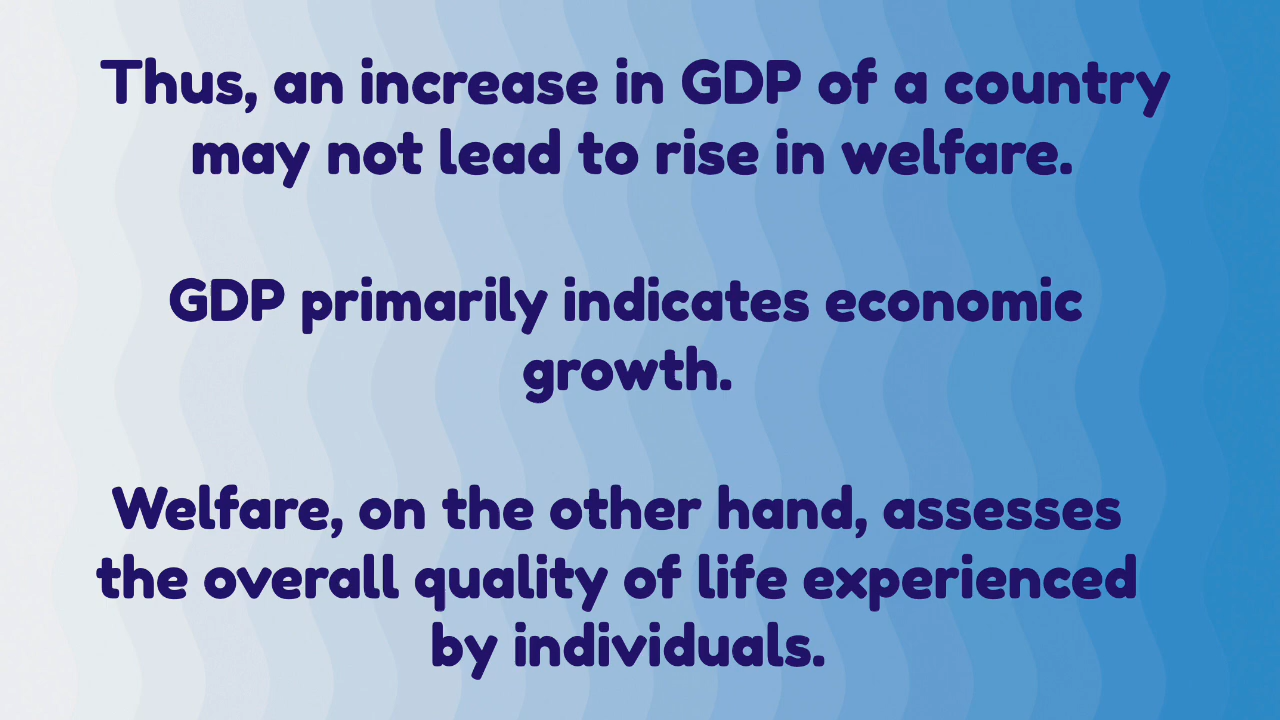 Thus, an increase in GDP of a country
may not lead to rise in welfare.
GDP primarily indicates economic
growth.
Welfare, on the other hand, assesses
the overall quality of life experienced
by individuals.